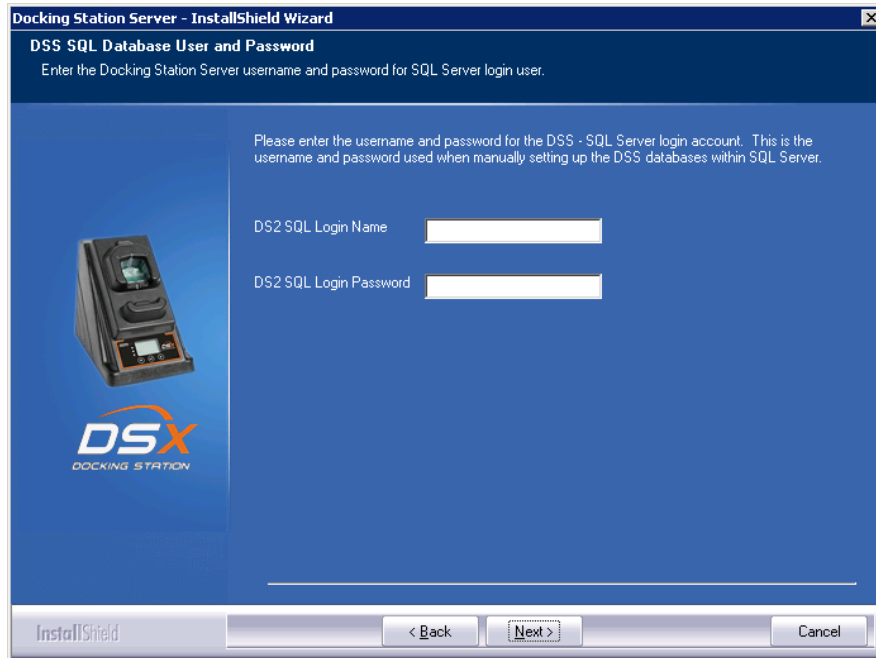 Docking Station Server - InstallShield Wizard
DSS SQL Database User and Password
Enter the Docking Station Server username and password for SQL Server login user.
Please enter the username and password for the DSS - SQL Server login account. This is the
username and password used when manually setting up the DSS databases within SQL Server.
DS2 SQL Login Name
DS2 SQL Login Password
DSX
DOCKING STATION
InstallShield
< Back
Next >
Cancel